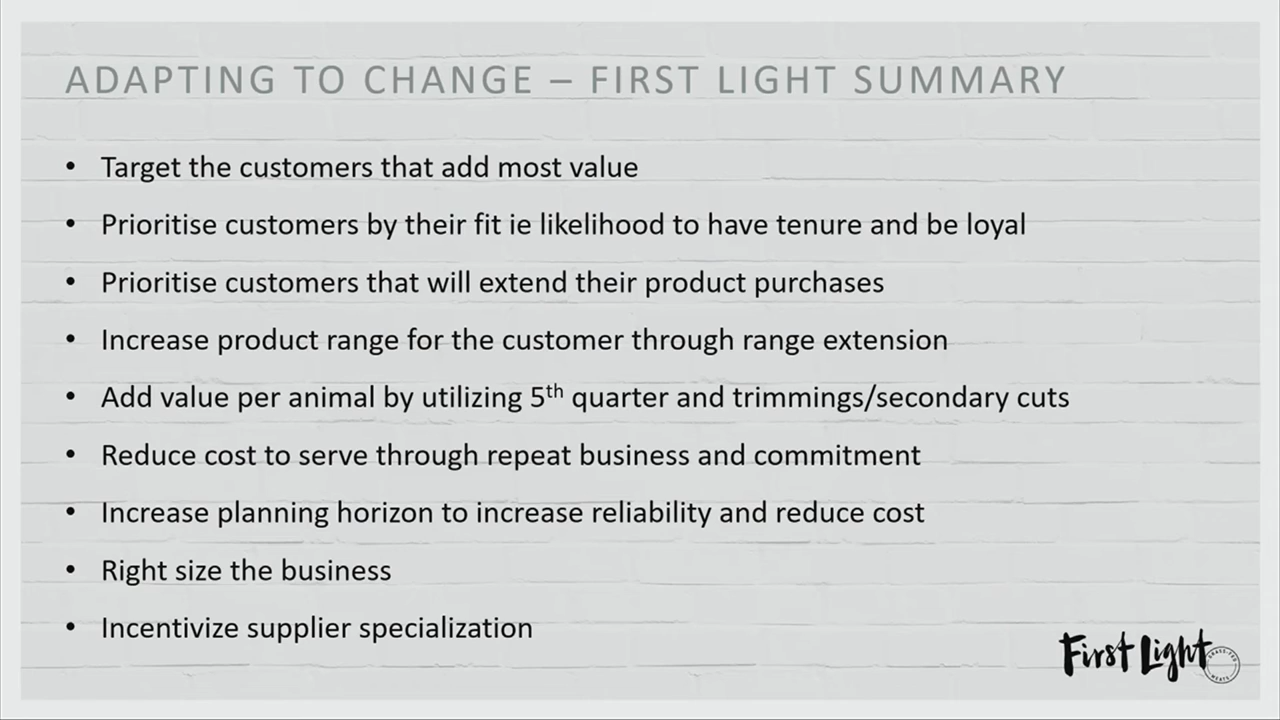 ADAPTING TO CHANGE – FIRST LIGHT SUMMARY
• Target the customers that add most value
• Prioritise customers by their fit ie likelihood to have tenure and be loyal
• Prioritise customers that will extend their product purchases
• Increase product range for the customer through range extension
• Add value per animal by utilizing 5th quarter and trimmings/secondary cuts
• Reduce cost to serve through repeat business and commitment
• Increase planning horizon to increase reliability and reduce cost
• Right size the business
• Incentivize supplier specialization
First Light
GRASS-FED
MEATS